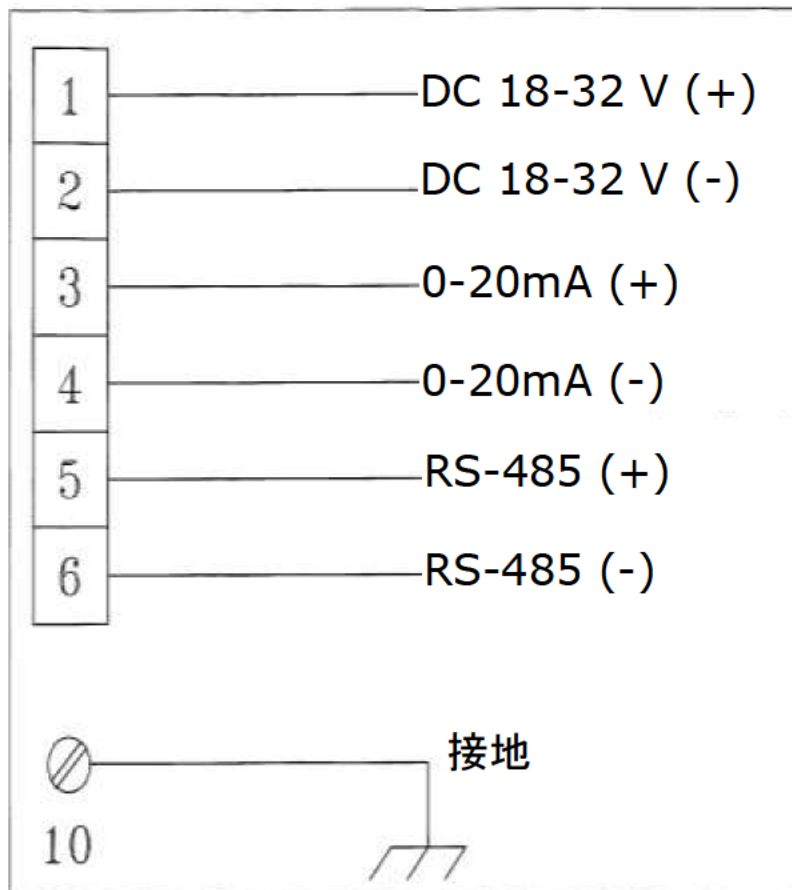 1 DC 18-32 V (+)
2 DC 18-32 V (-)
3 0-20mA (+)
4 0-20mA (-)
5 RS-485 (+)
6 RS-485 (-)
接地
10